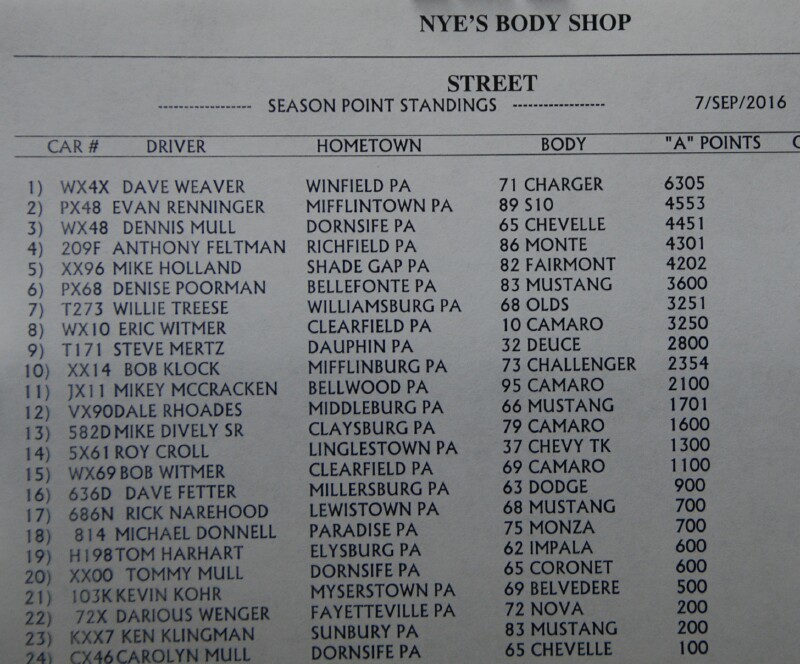 NYE'S BODY SHOP
STREET
------------------ SEASON POINT STANDINGS ------------------ 7/SEP/2016
CAR # DRIVER HOMETOWN BODY "A" POINTS
1) WX4X DAVE WEAVER WINFIELD PA 71 CHARGER 6305
2) PX48 EVAN RENNINGER MIFFLINTOWN PA 89 S10 4553
3) WX48 DENNIS MULL DORNSIFE PA 65 CHEVELLE 4451
4) 209F ANTHONY FELTMAN RICHFIELD PA 86 MONTE 4301
5) XX96 MIKE HOLLAND SHADE GAP PA 82 FAIRMONT 4202
6) PX68 DENISE POORMAN BELLEFONTE PA 83 MUSTANG 3600
7) T273 WILLIE TREESE WILLIAMSBURG PA 68 OLDS 3251
8) WX10 ERIC WITMER CLEARFIELD PA 10 CAMARO 3250
9) T171 STEVE MERTZ DAUPHIN PA 32 DEUCE 2800
10) XX14 BOB KLOCK MIFFLINBURG PA 73 CHALLENGER 2354
11) JX11 MIKEY MCCRACKEN BELLWOOD PA 95 CAMARO 2100
12) VX90DALE RHOADES MIDDLEBURG PA 66 MUSTANG 1701
13) 582D MIKE DIVELY SR CLAYSBURG PA 79 CAMARO 1600
14) 5X61 ROY CROLL LINGLESTOWN PA 37 CHEVY TK 1300
15) WX69 BOB WITMER CLEARFIELD PA 69 CAMARO 1100
16) 636D DAVE FETTER MILLERSBURG PA 63 DODGE 900
17) 686N RICK NAREHOOD LEWISTOWN PA 68 MUSTANG 700
18) 814 MICHAEL DONNELL PARADISE PA 75 MONZA 700
19) H198TOM HARHART ELYSBURG PA 62 IMPALA 600
20) XX00 TOMMY MULL DORNSIFE PA 65 CORONET 600
21) 103K KEVIN KOHR MYSERSTOWN PA 69 BELVEDERE 500
22) 72X DARIOUS WENGER FAYETTEVILLE PA 72 NOVA 200
23) KXX7 KEN KLINGMAN SUNBURY PA 83 MUSTANG 200
24) CX46 CAROLYN MULL DORNSIFE PA 65 CHEVELLE 100